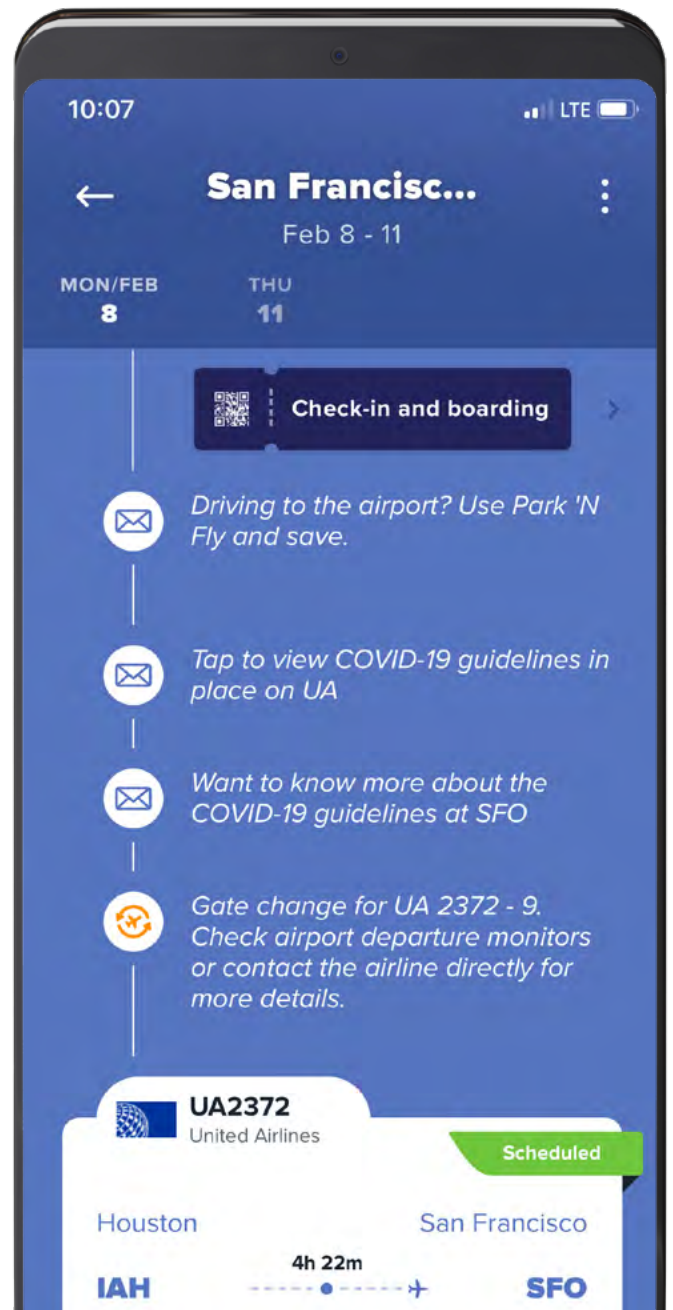 10:07
LTE
San Francisc...
Feb 8 - 11
MON/FEB
8
THU
11
Check-in and boarding
Driving to the airport? Use Park 'N
Fly and save.
Tap to view COVID-19 guidelines in
place on UA
Want to know more about the
COVID-19 guidelines at SFO
Gate change for UA 2372 - 9.
Check airport departure monitors
or contact the airline directly for
more details.
UA2372
United Airlines
Scheduled
Houston
San Francisco
4h 22m
IAH
SFO